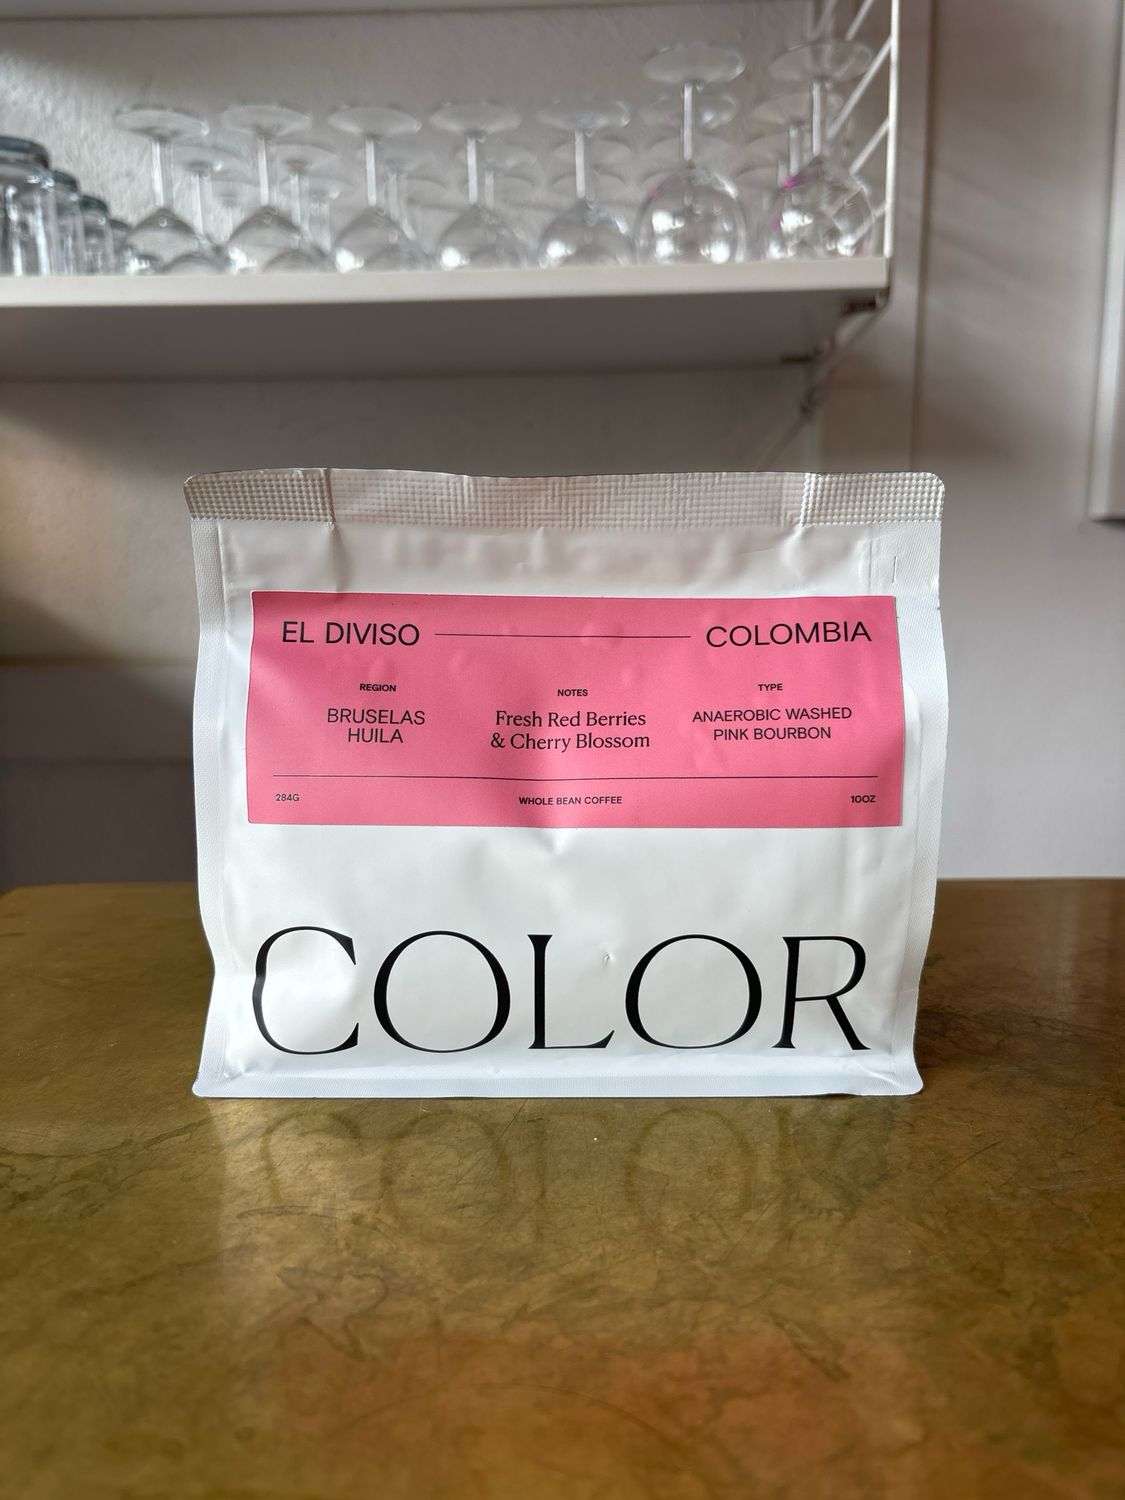 EL DIVISO COLOMBIA
REGION
BRUSELAS
HUILA
NOTES
Fresh Red Berries
& Cherry Blossom
TYPE
ANAEROBIC WASHED
PINK BOURBON
284G WHOLE BEAN COFFEE 10OZ
COLOR